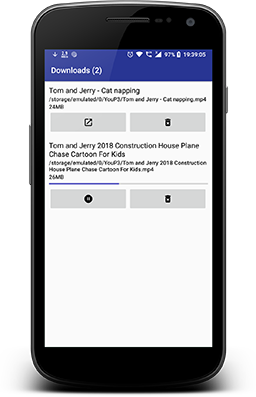 97% 19:39:05
Downloads (2)
Tom and Jerry - Cat napping
/storage/emulated/0/YouP3/Tom and Jerry - Cat napping.mp4
24MB
Tom and Jerry 2018 Construction House Plane
Chase Cartoon For Kids
/storage/emulated/0/YouP3/Tom and Jerry 2018 Construction
House Plane Chase Cartoon For Kids.mp4
26MB